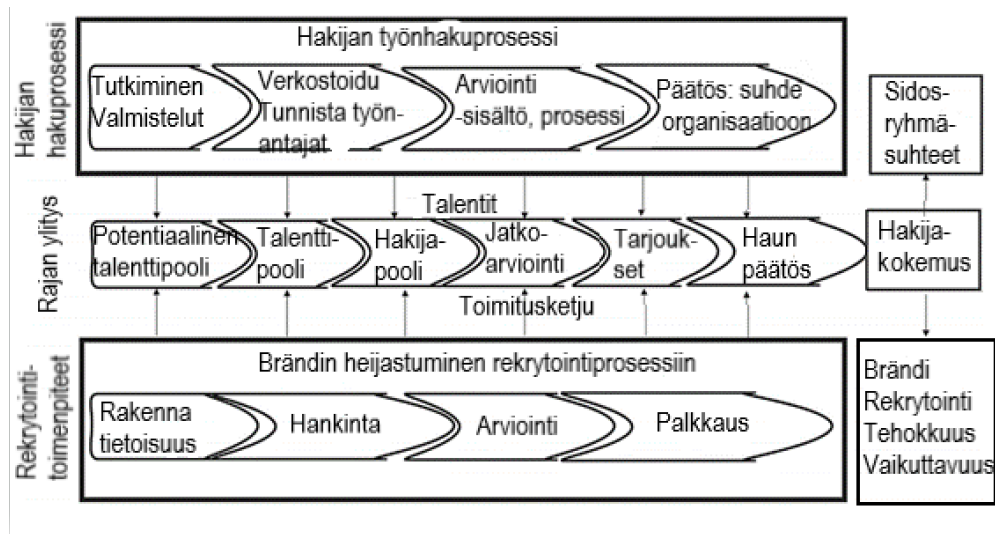 Hakijan
hakuprosessi
Hakijan työnhakuprosessi
Tutkiminen
Valmistelut
Verkostoidu
Tunnista työn-
antajat
Arviointi
-sisältö, prosessi
Päätös: suhde
organisaatioon
Sidos-
ryhmä-
suhteet
Rajan ylitys
Talentit
Potentiaalinen
talenttipooli
Talentti-
pooli
Hakija-
pooli
Jatko-
arviointi
Tarjouk-
set
Haun
päätös
Hakija-
kokemus
Toimitusketju
Rekrytointi-
toimenpiteet
Brändin heijastuminen rekrytointiprosessiin
Rakenna
tietoisuus
Hankinta
Arviointi
Palkkaus
Brändi
Rekrytointi
Tehokkuus
Vaikuttavuus